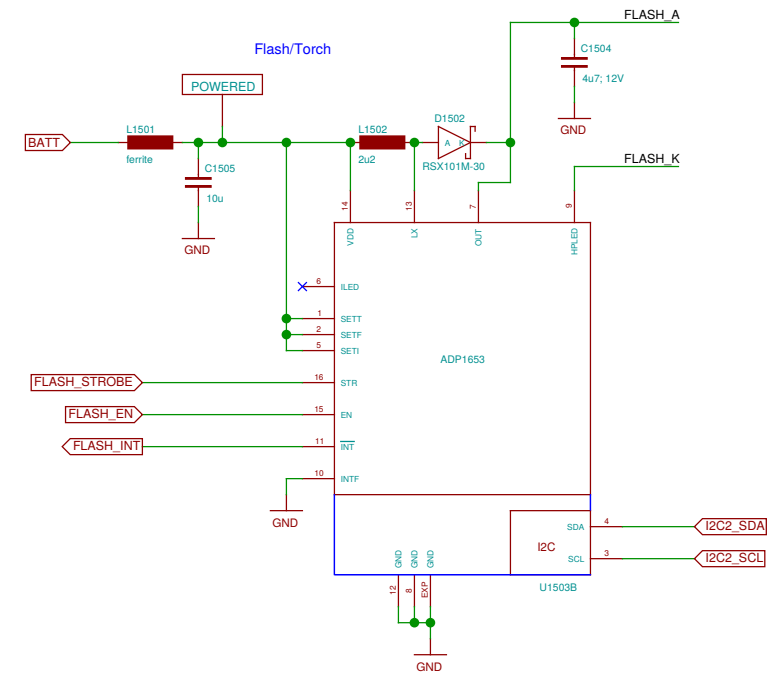 FLASH_A
Flash/Torch
C1504
4u7; 12V
GND
POWERED
BATT
L1501
ferrite
L1502
2u2
D1502
A K
RSX101M-30
C1505
10u
GND
FLASH_K
14
13
7
9
VDD
LX
OUT
HPLED
6
ILED
1
SETT
2
SETF
5
SETI
ADP1653
FLASH_STROBE
16
STR
FLASH_EN
15
EN
FLASH_INT
11
INT
10
INTF
GND
I2C
SDA
4
I2C2_SDA
SCL
3
I2C2_SCL
U1503B
GND
GND
GND
12
8
EXP
GND